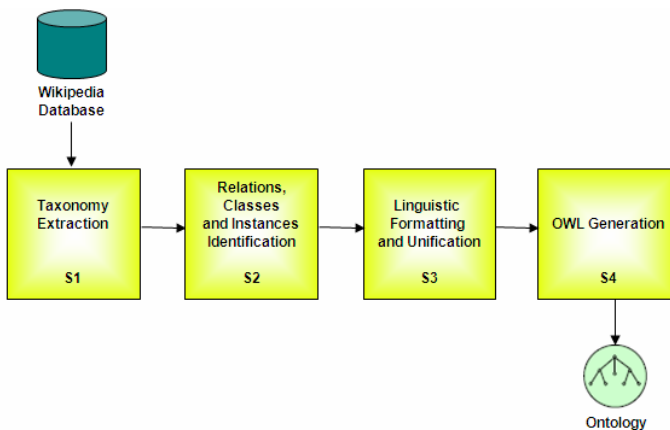 Wikipedia
Database
Taxonomy
Extraction
S1
Relations,
Classes
and Instances
Identification
S2
Linguistic
Formatting
and Unification
S3
OWL Generation
S4
Ontology